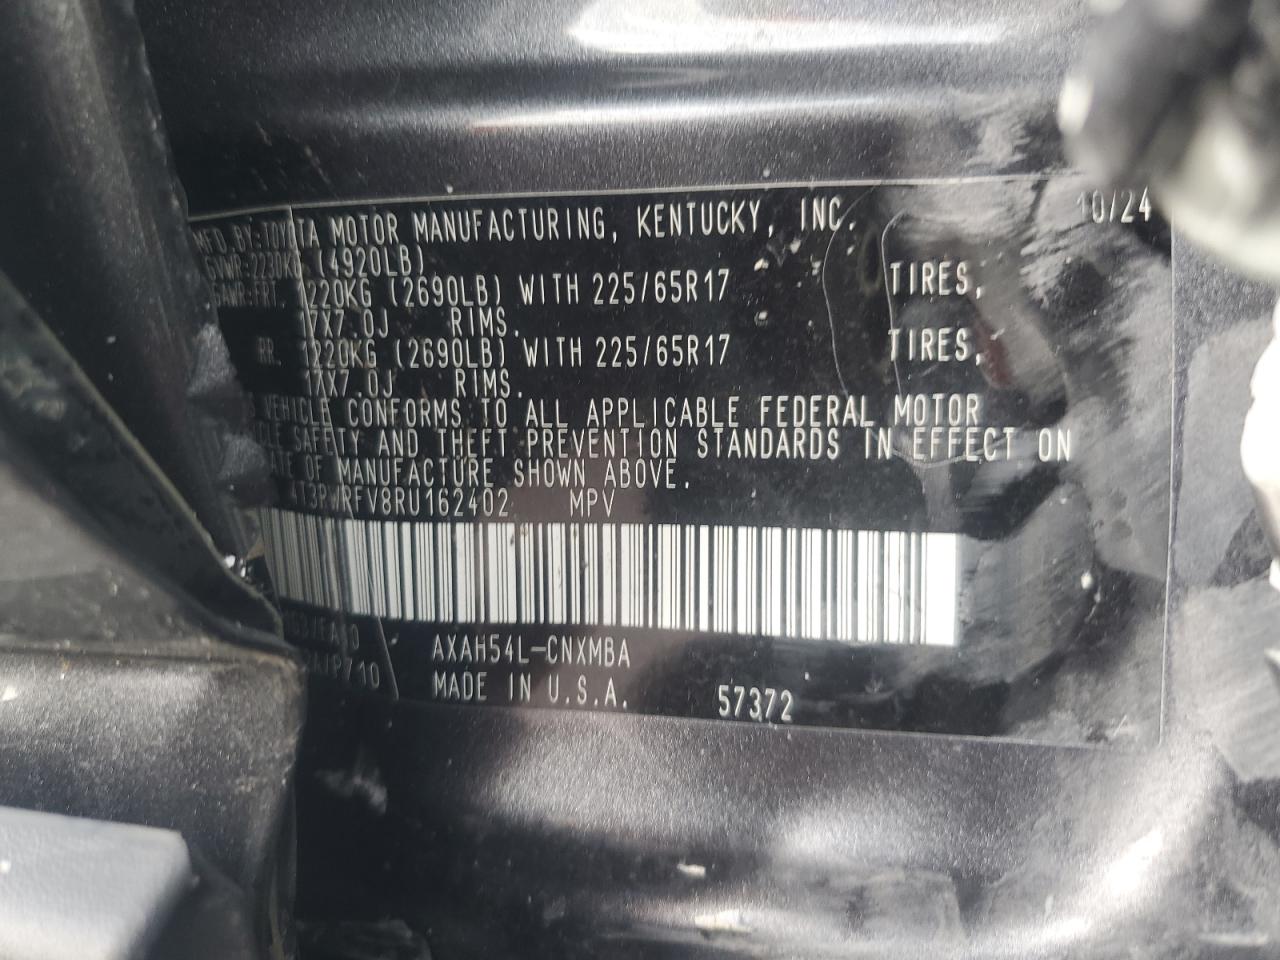 MFD. BY: TOYOTA MOTOR MANUFACTURING, KENTUCKY, INC. 10/24
GVWR: 2230KG (4920LB)
GAWR: FRT. 1220KG (2690LB) WITH 225/65R17 TIRES,
17X7.0J RIMS.
RR. 1220KG (2690LB) WITH 225/65R17 TIRES,
17X7.0J RIMS.
VEHICLE CONFORMS TO ALL APPLICABLE FEDERAL MOTOR
CLE SAFETY AND THEFT PREVENTION STANDARDS IN EFFECT ON
DATE OF MANUFACTURE SHOWN ABOVE.
4T3RWRFV8RU162402 MPV
AXAH54L-CNXMBA
MADE IN U.S.A. 57372